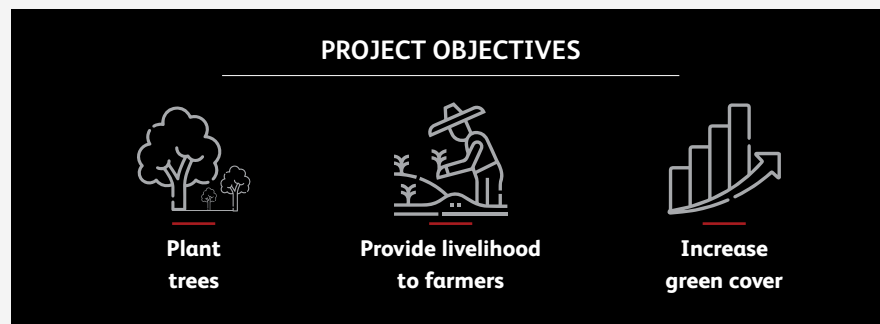 PROJECT OBJECTIVES
Plant
trees
Provide livelihood
to farmers
Increase
green cover